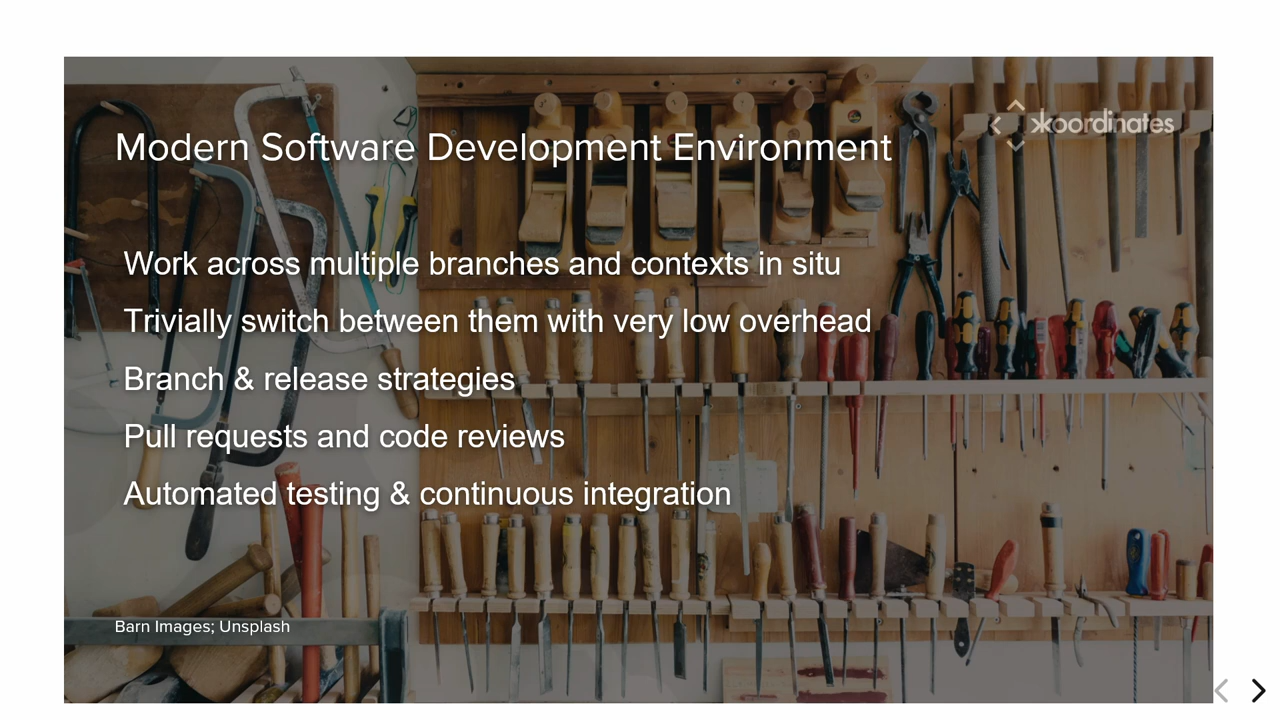 Modern Software Development Environment
koordinates
Work across multiple branches and contexts in situ
Trivially switch between them with very low overhead
Branch & release strategies
Pull requests and code reviews
Automated testing & continuous integration
Barn Images; Unsplash